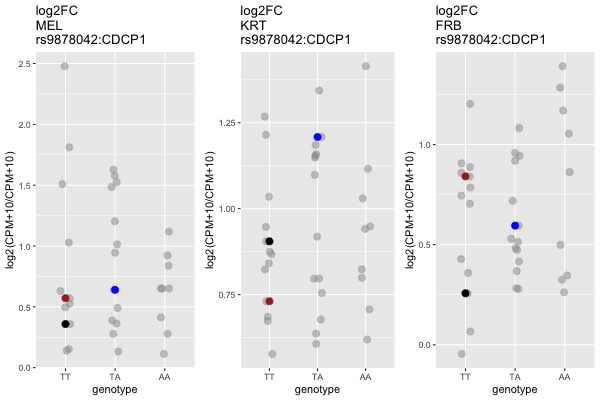 log2FC
MEL
rs9878042:CDCP1
log2(CPM+10/CPM+10)
2.5
2.0
1.5
1.0
0.5
0.0
TT TA AA
genotype
log2FC
KRT
rs9878042:CDCP1
log2(CPM+10/CPM+10)
1.25
1.00
0.75
TT TA AA
genotype
log2FC
FRB
rs9878042:CDCP1
log2(CPM+10/CPM+10)
1.0
0.5
0.0
TT TA AA
genotype